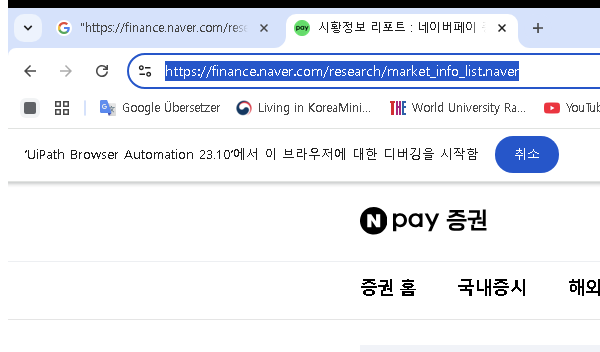 "https://finance.naver.com/rese
시황정보 리포트 : 네이버페이
https://finance.naver.com/research/market_info_list.naver
Google Übersetzer
Living in KoreaMini...
THE World University Ra...
YouTub
'UiPath Browser Automation 23.10'에서 이 브라우저에 대한 디버깅을 시작함
취소
N pay 증권
증권 홈 국내증시 해외